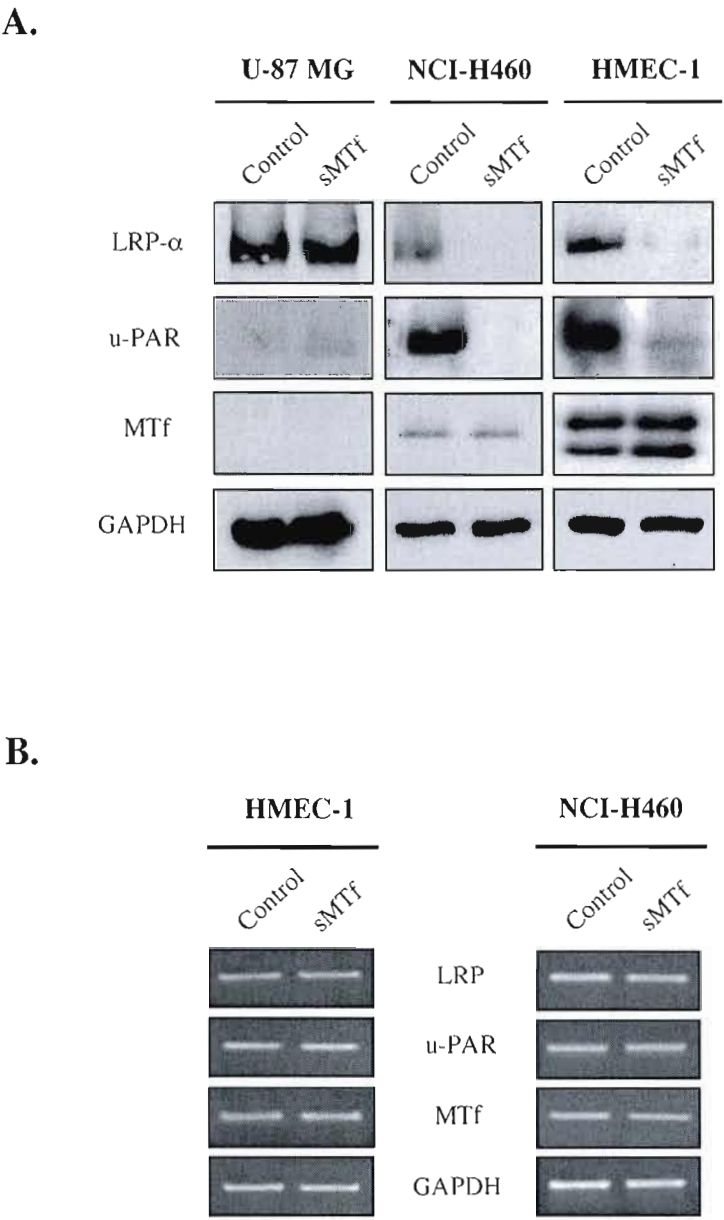 A.
U-87 MG NCI-H460 HMEC-1
Control sMTf Control sMTf Control sMTf
LRP-α
u-PAR
MTf
GAPDH
B.
HMEC-1 NCI-H460
Control sMTf Control sMTf
LRP
u-PAR
MTf
GAPDH